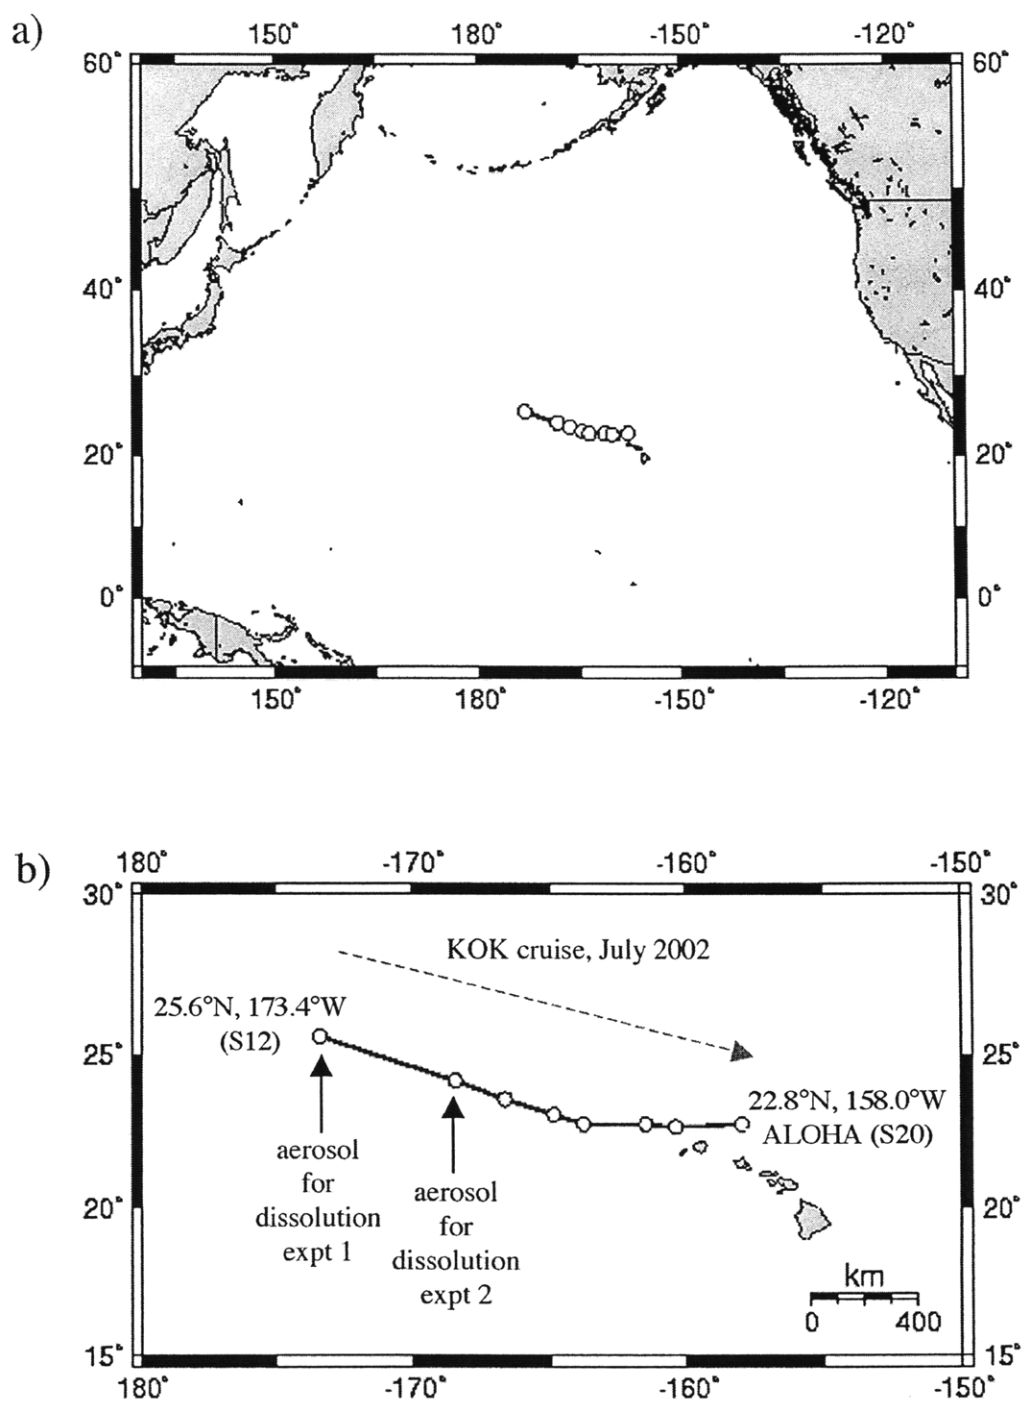 a)
150° 180° -150° -120°
60° 60°
40° 40°
20° 20°
0° 0°
150° 180° -150° -120°
b)
180° -170° -160° -150°
30° 30°
KOK cruise, July 2002
25.6°N, 173.4°W
(S12)
25° 25°
22.8°N, 158.0°W
ALOHA (S20)
aerosol
for
dissolution
expt 1
aerosol
for
dissolution
expt 2
20° 20°
km
0 400
15° 15°
180° -170° -160° -150°